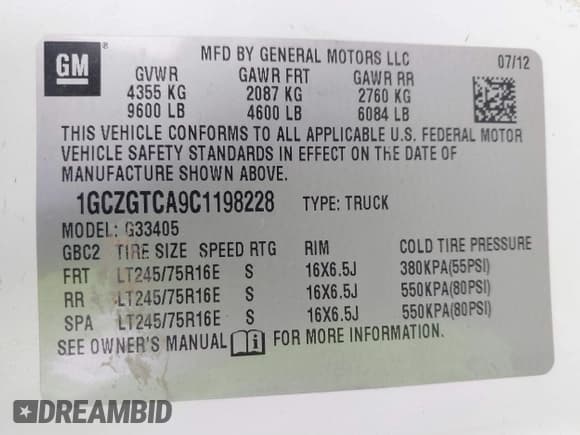 GM ®
MFD BY GENERAL MOTORS LLC 07/12
GVWR GAWR FRT GAWR RR
4355 KG 2087 KG 2760 KG
9600 LB 4600 LB 6084 LB
THIS VEHICLE CONFORMS TO ALL APPLICABLE U.S. FEDERAL MOTOR
VEHICLE SAFETY STANDARDS IN EFFECT ON THE DATE OF
MANUFACTURE SHOWN ABOVE.
1GCZGTCA9C1198228 TYPE: TRUCK
MODEL: G33405
GBC2 TIRE SIZE SPEED RTG RIM COLD TIRE PRESSURE
FRT LT245/75R16E S 16X6.5J 380KPA(55PSI)
RR LT245/75R16E S 16X6.5J 550KPA(80PSI)
SPA LT245/75R16E S 16X6.5J 550KPA(80PSI)
SEE OWNER'S MANUAL i FOR MORE INFORMATION.
DREAMBID